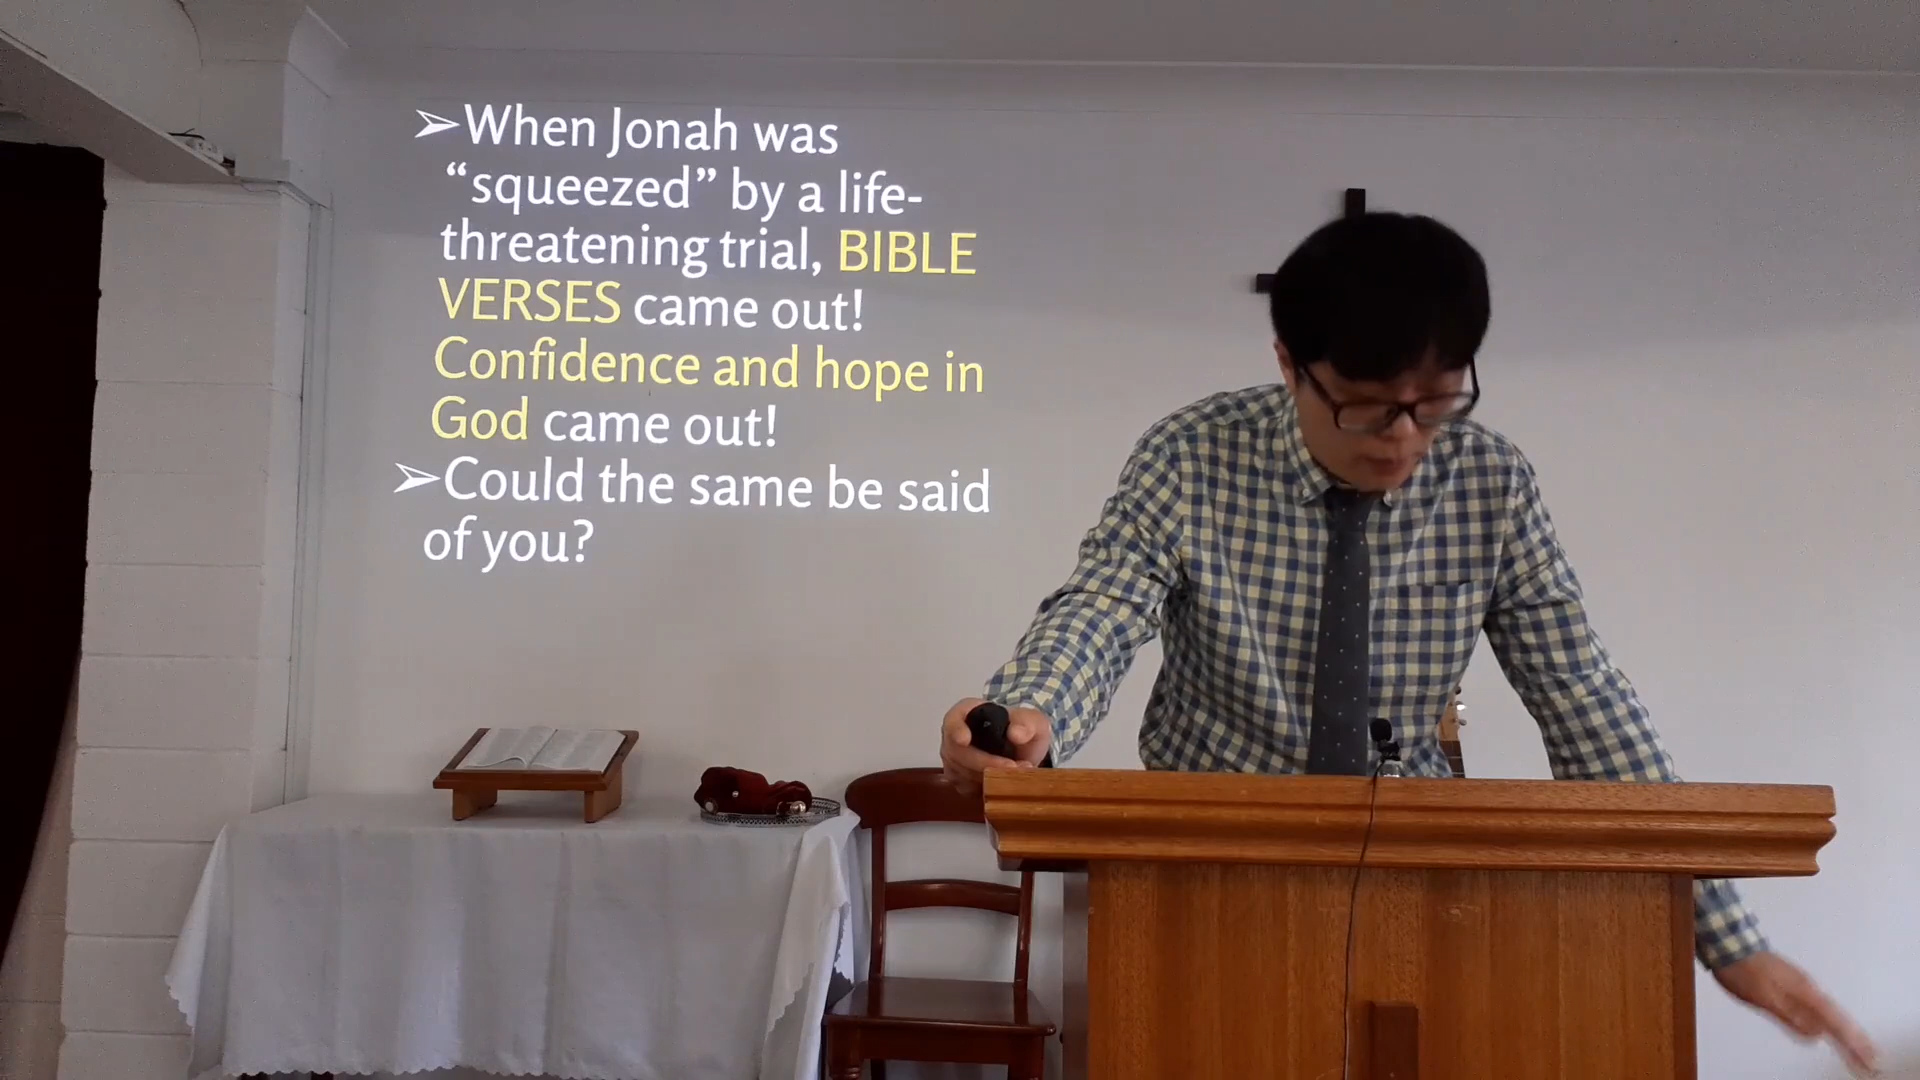 ➢When Jonah was
“squeezed” by a life-
threatening trial, BIBLE
VERSES came out!
Confidence and hope in
God came out!
➢Could the same be said
of you?